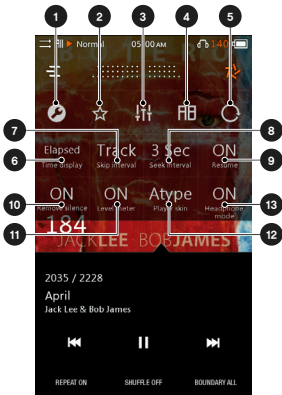 1 2 3 4 5
Normal 05:00 AM 140
7 8
Elapsed Track 3 Sec ON
6 Time display Skip interval Seek interval Resume 9
ON ON Atype ON
10 Remove silence Level meter Player skin Headphone mode 13
11 12
184
JACK LEE · BOB JAMES
2035 / 2228
April
Jack Lee & Bob James
REPEAT ON SHUFFLE OFF BOUNDARY ALL